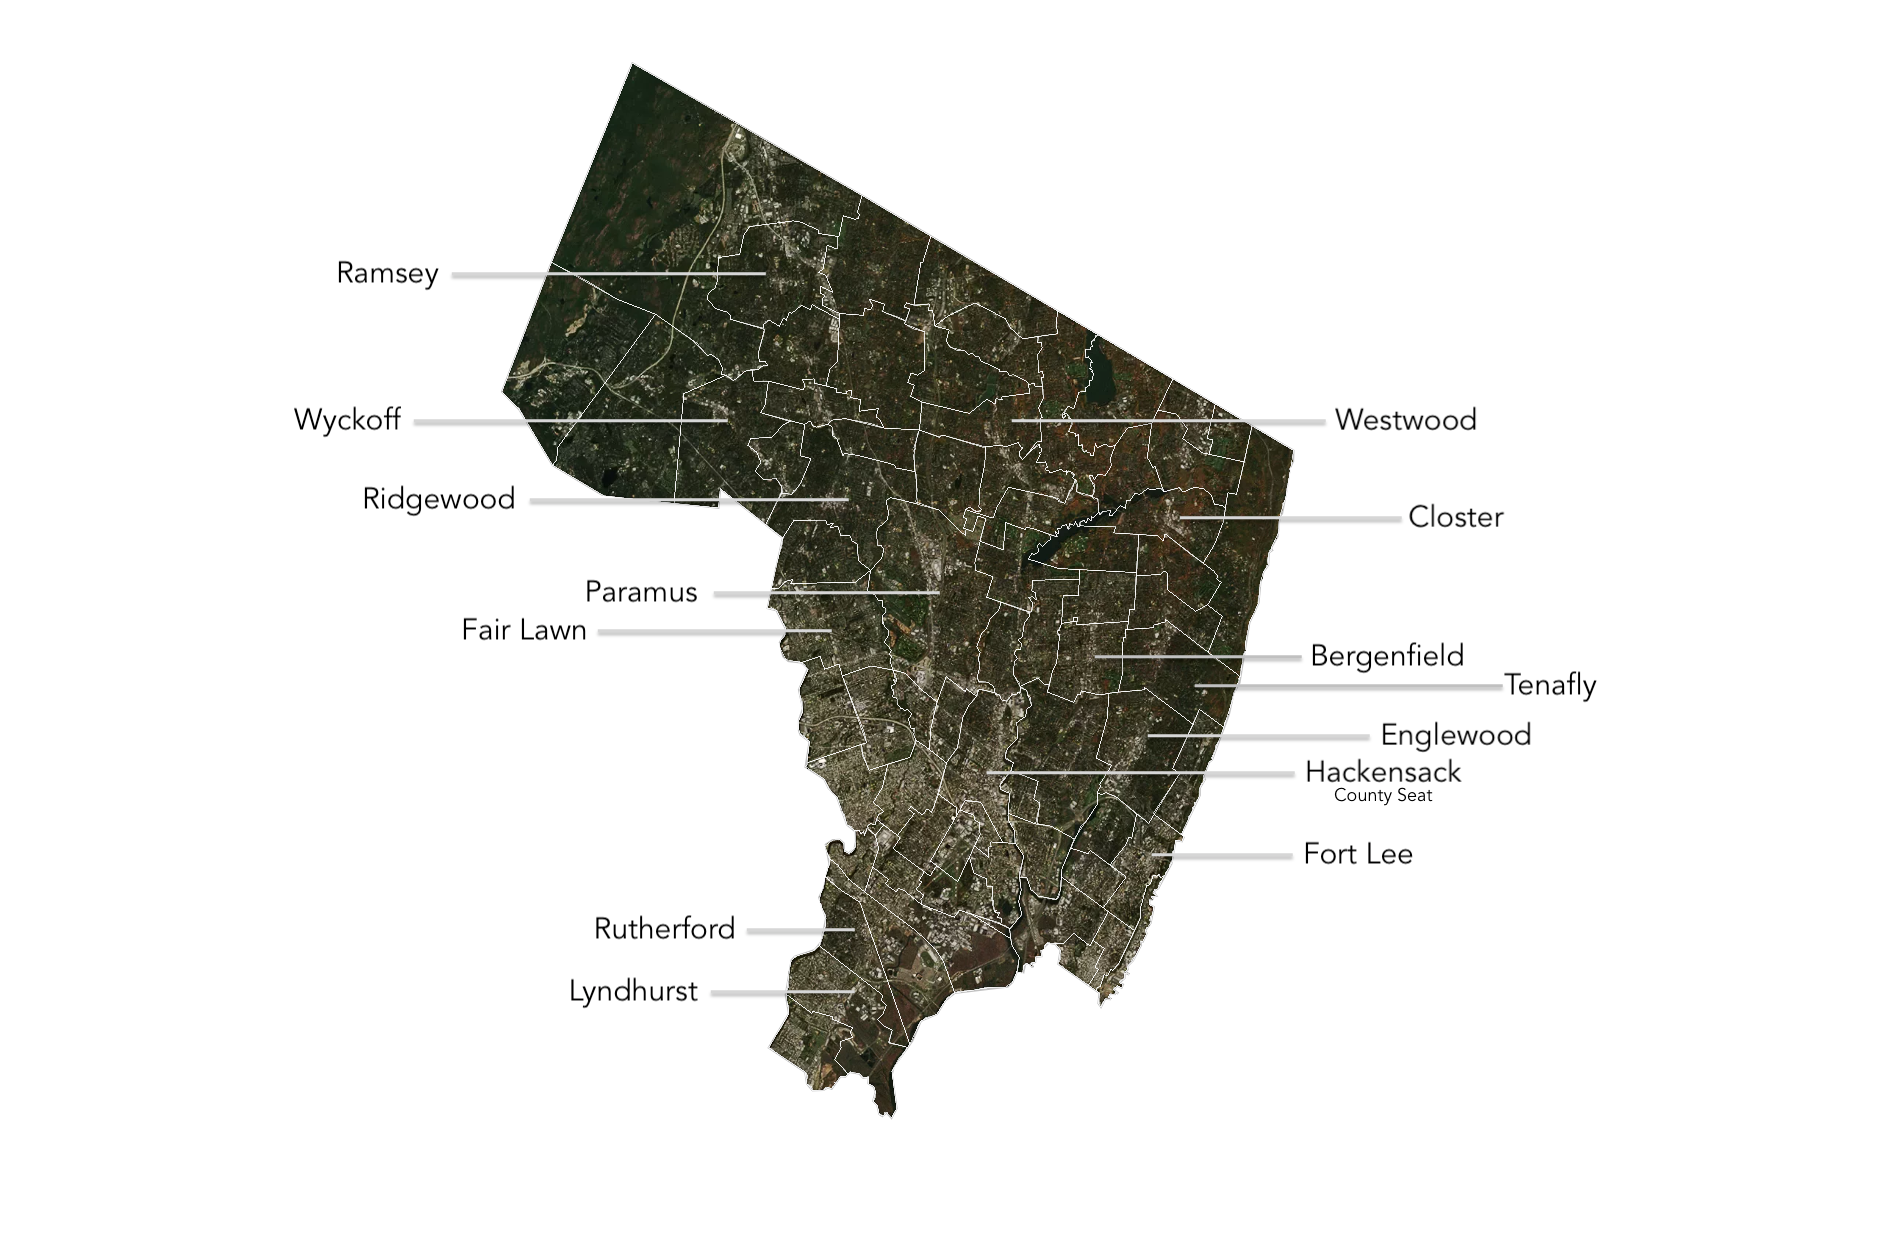 Ramsey
Wyckoff
Westwood
Ridgewood
Closter
Paramus
Fair Lawn
Bergenfield
Tenafly
Englewood
Hackensack
County Seat
Fort Lee
Rutherford
Lyndhurst